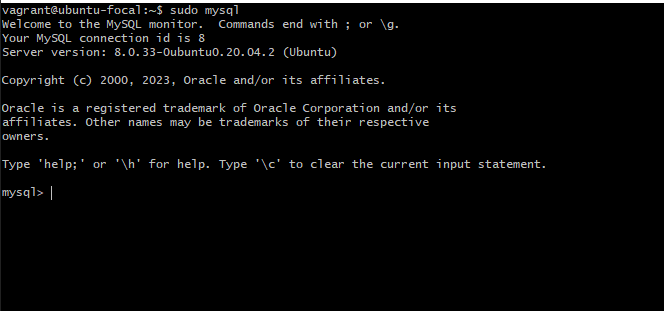 vagrant@ubuntu-focal:~$ sudo mysql
Welcome to the MySQL monitor.  Commands end with ; or \g.
Your MySQL connection id is 8
Server version: 8.0.33-0ubuntu0.20.04.2 (Ubuntu)
Copyright (c) 2000, 2023, Oracle and/or its affiliates.
Oracle is a registered trademark of Oracle Corporation and/or its
affiliates. Other names may be trademarks of their respective
owners.
Type 'help;' or '\h' for help. Type '\c' to clear the current input statement.
mysql>